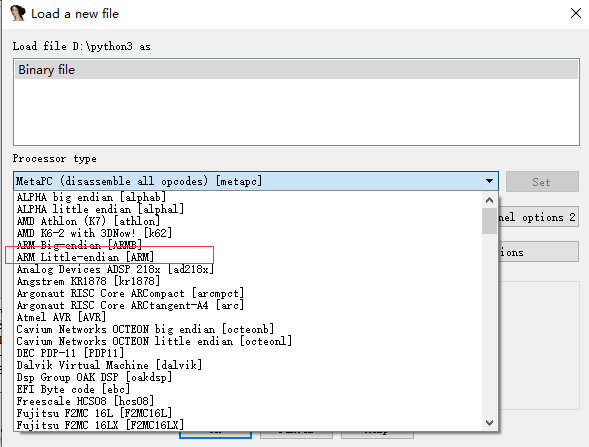 Load a new file
Load file D:\python3 as
Binary file
Processor type
MetaPC (disassemble all opcodes) [metapc]
Set
ALPHA big endian [alphab]
ALPHA little endian [alphal]
AMD Athlon (K7) [athlon]
nel options 2
AMD K6-2 with 3DNow! [k62]
ARM Big-endian [ARMB]
ARM Little-endian [ARM]
ions
Analog Devices ADSP 218x [ad218x]
Angstrem KR1878 [kr1878]
Argonaut RISC Core ARCompact [arcmpct]
Argonaut RISC Core ARCtangent-A4 [arc]
Atmel AVR [AVR]
Cavium Networks OCTEON big endian [octeonb]
Cavium Networks OCTEON little endian [octeonl]
DEC PDP-11 [PDP11]
Dalvik Virtual Machine [dalvik]
Dsp Group OAK DSP [oakdsp]
EFI Byte code [ebc]
Freescale HCS08 [hcs08]
Fujitsu F2MC 16L [F2MC16L]
Fujitsu F2MC 16LX [F2MC16LX]